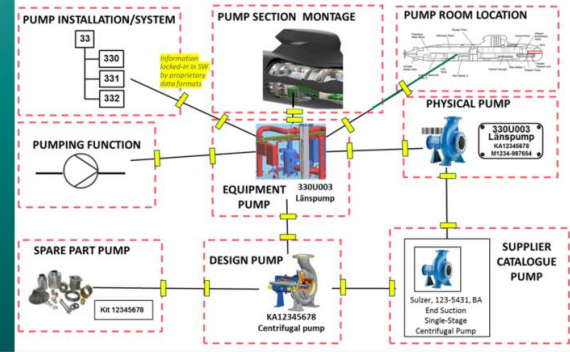 PUMP INSTALLATION/SYSTEM
33
330
331
332
Information
locked-in SW
by proprietary
data formats
PUMP SECTION MONTAGE
PUMP ROOM LOCATION
PUMPING FUNCTION
EQUIPMENT
PUMP
330U003
Länspump
PHYSICAL PUMP
330U003
Länspump
KA12345678
M1234-987654
SPARE PART PUMP
Kit 12345678
DESIGN PUMP
KA12345678
Centrifugal pump
SUPPLIER
CATALOGUE
PUMP
Sulzer, 123-5431, BA
End Suction
Single-Stage
Centrifugal Pump